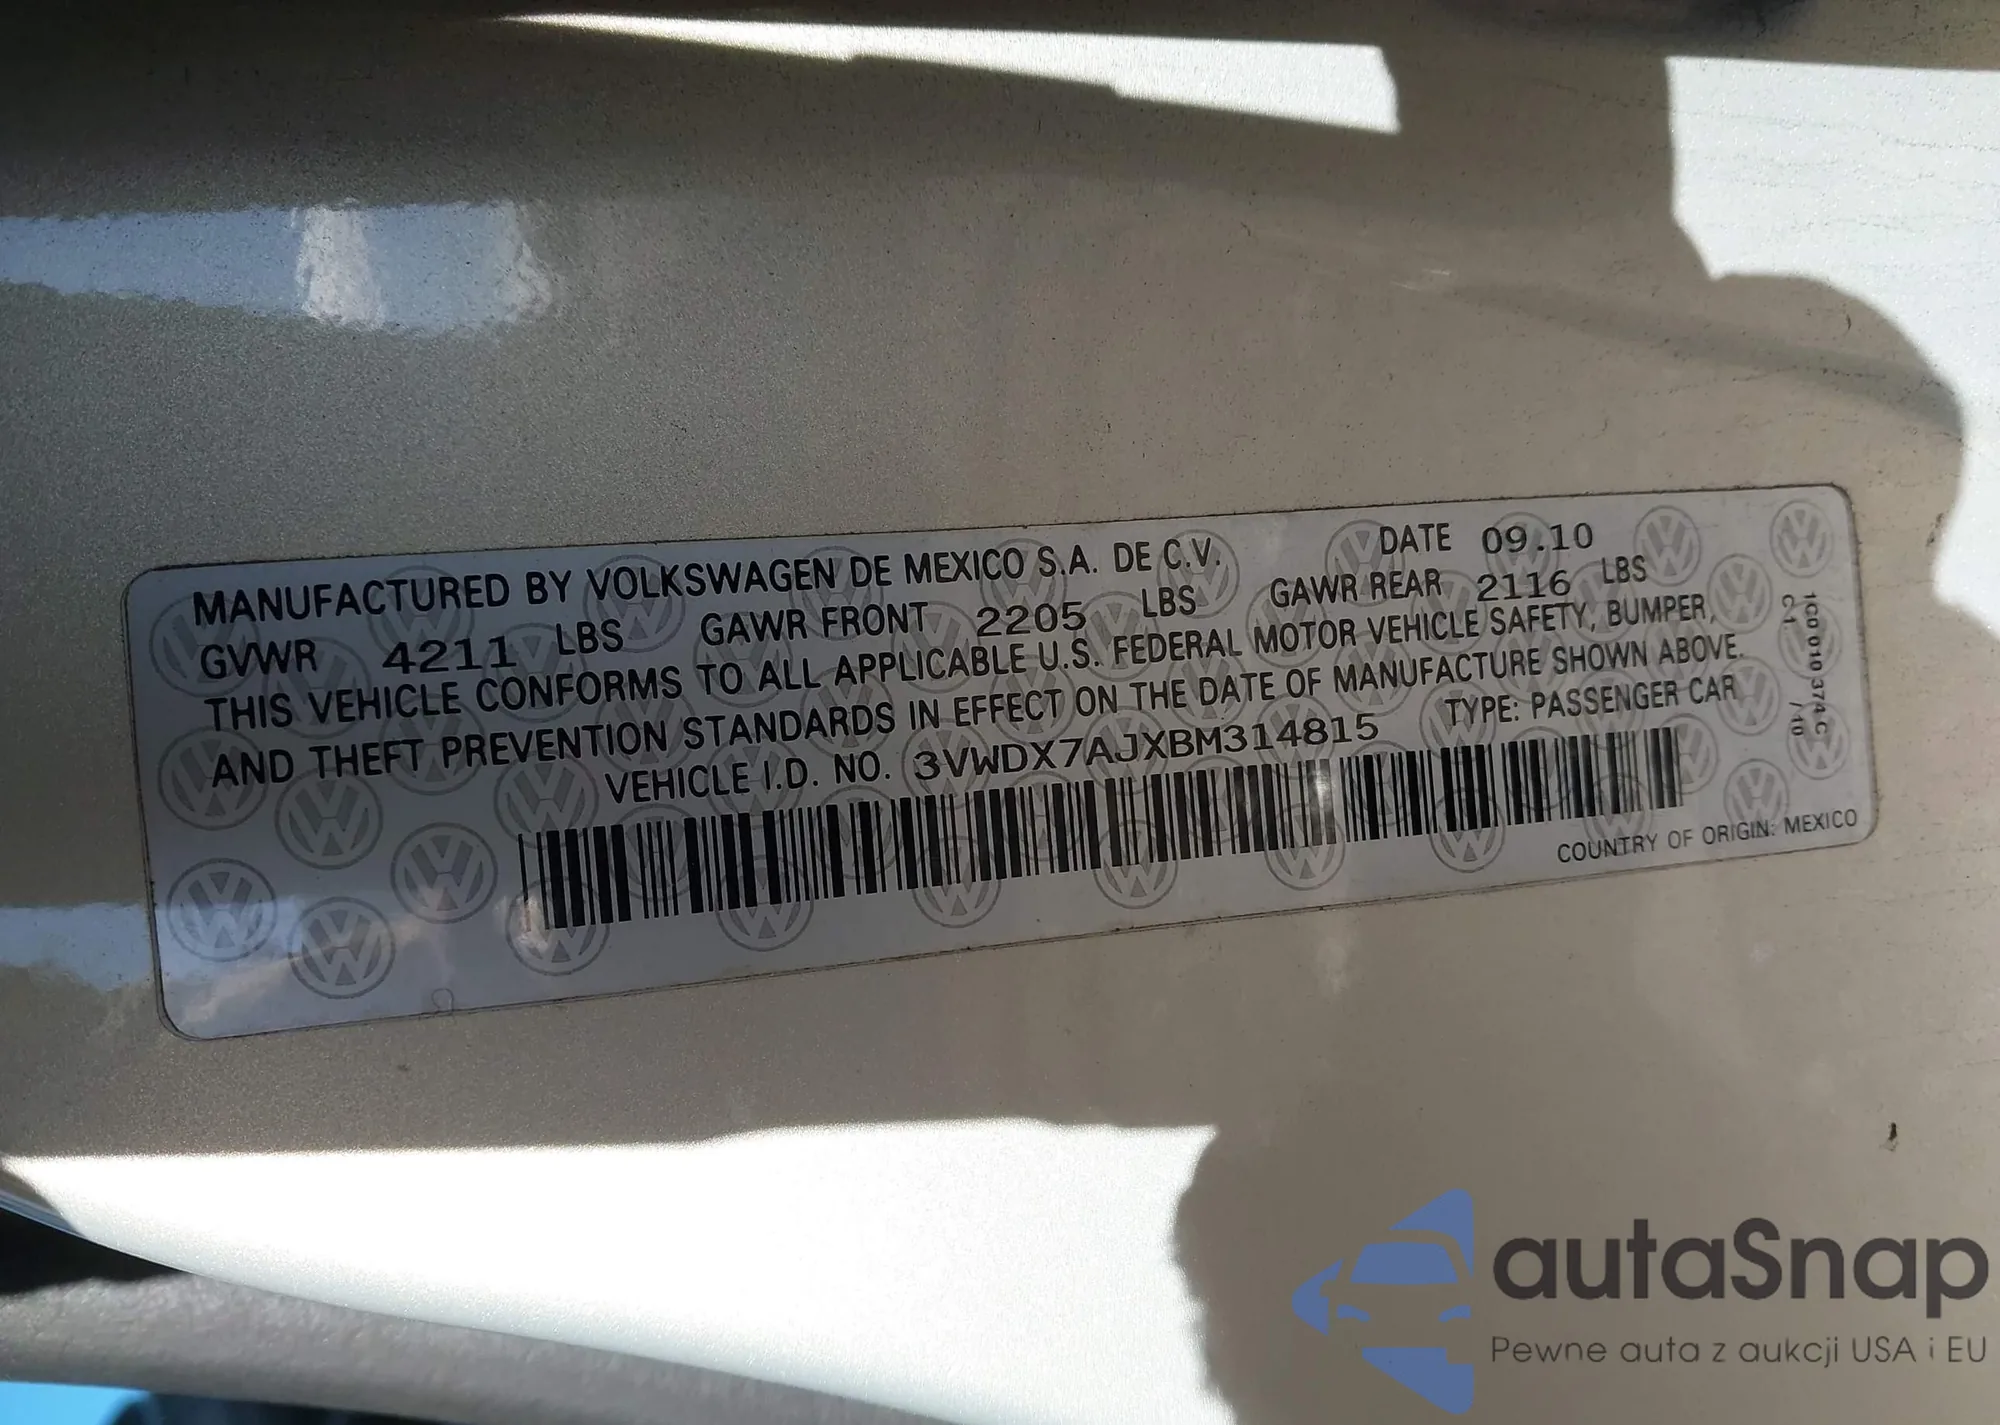 MANUFACTURED BY VOLKSWAGEN DE MEXICO S.A. DE C.V. DATE 09.10
GVWR 4211 LBS GAWR FRONT 2205 LBS GAWR REAR 2116 LBS
THIS VEHICLE CONFORMS TO ALL APPLICABLE U.S. FEDERAL MOTOR VEHICLE SAFETY, BUMPER,
AND THEFT PREVENTION STANDARDS IN EFFECT ON THE DATE OF MANUFACTURE SHOWN ABOVE.
VEHICLE I.D. NO. 3VWDX7AJXBM314815 TYPE: PASSENGER CAR
COUNTRY OF ORIGIN: MEXICO
1C0 010 374 C
autaSnap
Pewne auta z aukcji USA i EU